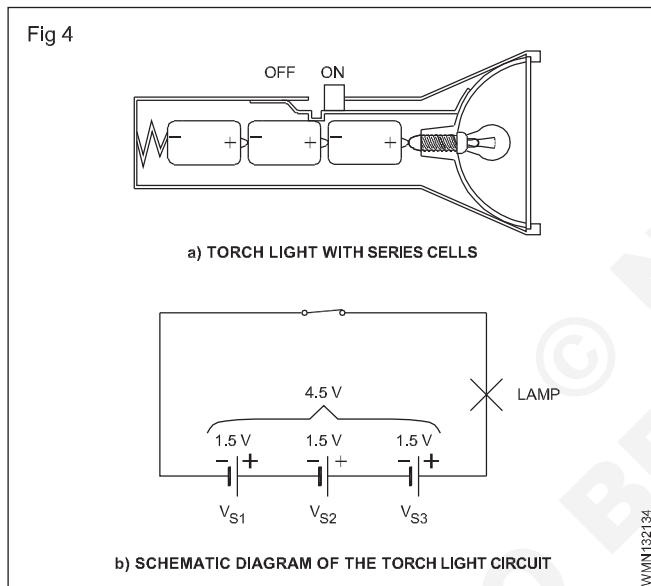 Fig 4
OFF ON
− + − + − +
a) TORCH LIGHT WITH SERIES CELLS
LAMP
4.5 V
1.5 V 1.5 V 1.5 V
− + − + − +
VS1 VS2 VS3
b) SCHEMATIC DIAGRAM OF THE TORCH LIGHT CIRCUIT
WMN132134